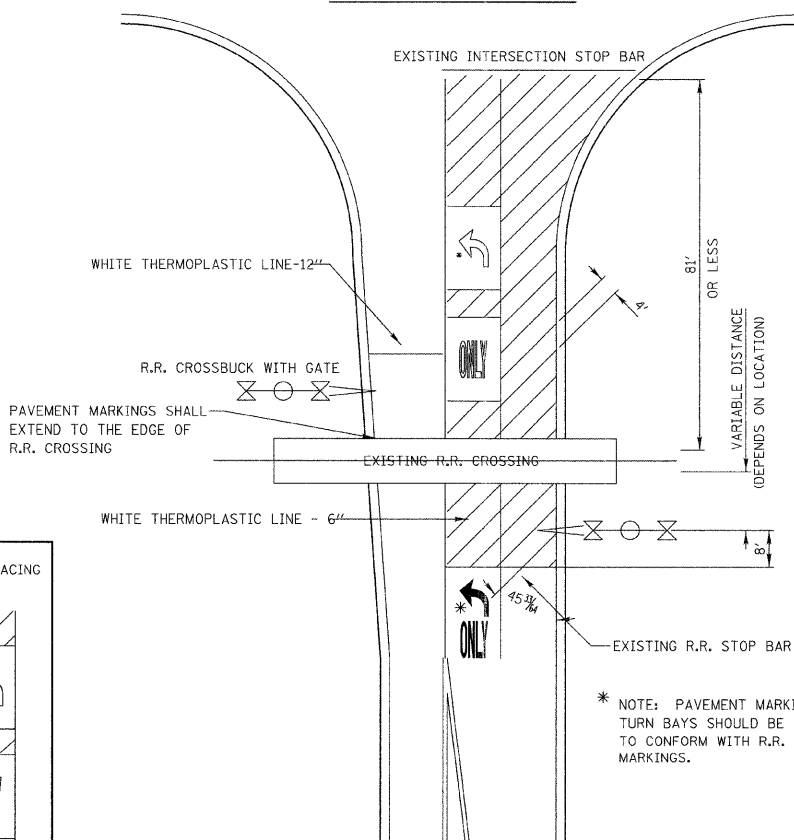 EXISTING INTERSECTION STOP BAR
WHITE THERMOPLASTIC LINE-12"
81'
OR LESS
4'
R.R. CROSSBUCK WITH GATE
VARIABLE DISTANCE
(DEPENDS ON LOCATION)
ONLY
PAVEMENT MARKINGS SHALL
EXTEND TO THE EDGE OF
R.R. CROSSING
EXISTING R.R. CROSSING
WHITE THERMOPLASTIC LINE - 6"
8'
ACING
45 33/64
ONLY
EXISTING R.R. STOP BAR
* NOTE: PAVEMENT MARKI
TURN BAYS SHOULD BE
TO CONFORM WITH R.R.
MARKINGS.